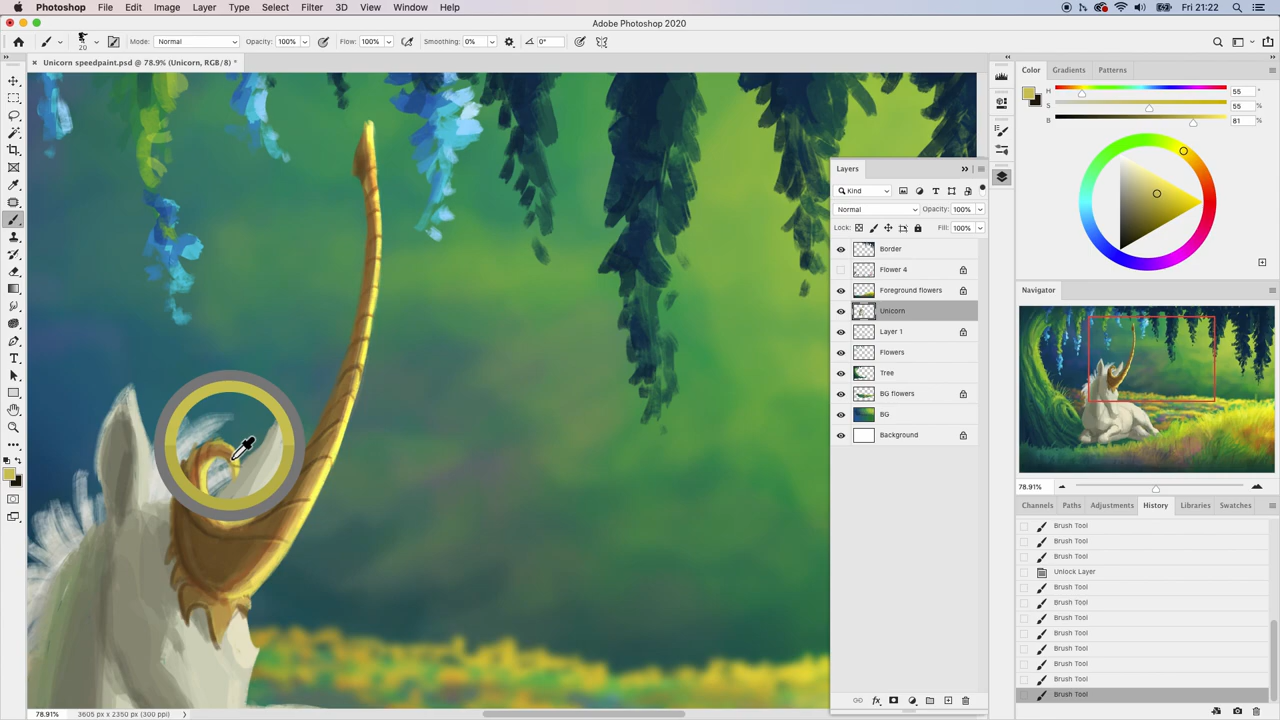 Photoshop File Edit Image Layer Type Select Filter 3D View Window Help Fri 21:22
Adobe Photoshop 2020
20 Mode: Normal Opacity: 100% Flow: 100% Smoothing: 0% 0°
Unicorn speedpaint.psd @ 78.9% (Unicorn, RGB/8) *
Color Gradients Patterns
H 55 °
S 55 %
B 81 %
Layers
Kind
Normal Opacity: 100%
Lock: Fill: 100%
Border
Flower 4
Foreground flowers
Unicorn
Layer 1
Flowers
Tree
BG flowers
BG
Background
Navigator
78.91%
Channels Paths Adjustments History Libraries Swatches
Brush Tool
Brush Tool
Brush Tool
Unlock Layer
Brush Tool
Brush Tool
Brush Tool
Brush Tool
Brush Tool
Brush Tool
Brush Tool
Brush Tool
78.91% 3605 px x 2350 px (300 ppi)